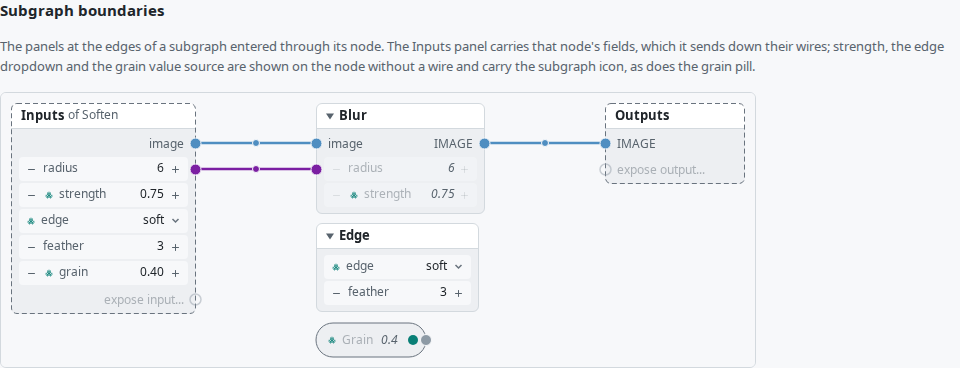 Subgraph boundaries
The panels at the edges of a subgraph entered through its node. The Inputs panel carries that node's fields, which it sends down their wires; strength, the edge
dropdown and the grain value source are shown on the node without a wire and carry the subgraph icon, as does the grain pill.
Inputs of Soften
image
− radius 6 +
− strength 0.75 +
edge soft
− feather 3 +
− grain 0.40 +
expose input...
Blur
image IMAGE
− radius 6 +
− strength 0.75 +
Edge
edge soft
− feather 3 +
Grain 0.4
Outputs
IMAGE
expose output...